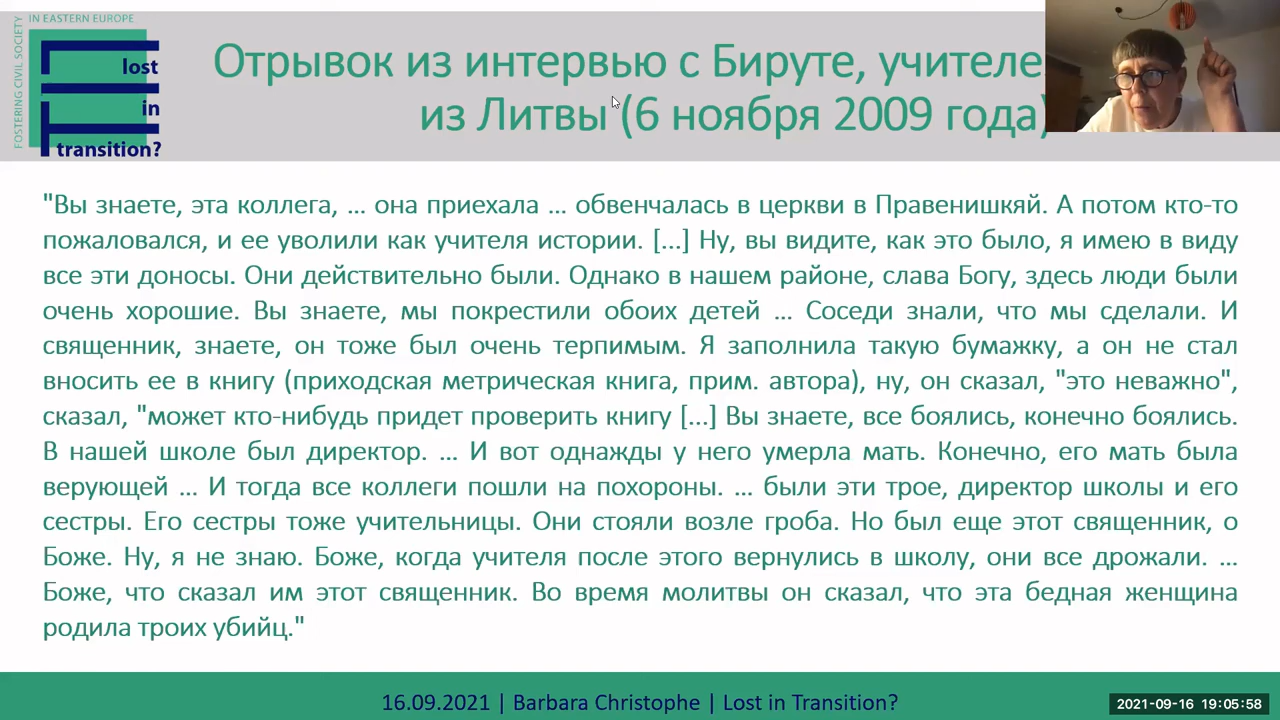 IN EASTERN EUROPE
FOSTERING CIVIL SOCIETY
lost
in
transition?
Отрывок из интервью с Бируте, учителе
из Литвы (6 ноября 2009 года)
"Вы знаете, эта коллега, ... она приехала ... обвенчалась в церкви в Правенишкяй. А потом кто-то
пожаловался, и ее уволили как учителя истории. [...] Ну, вы видите, как это было, я имею в виду
все эти доносы. Они действительно были. Однако в нашем районе, слава Богу, здесь люди были
очень хорошие. Вы знаете, мы покрестили обоих детей ... Соседи знали, что мы сделали. И
священник, знаете, он тоже был очень терпимым. Я заполнила такую бумажку, а он не стал
вносить ее в книгу (приходская метрическая книга, прим. автора), ну, он сказал, "это неважно",
сказал, "может кто-нибудь придет проверить книгу [...] Вы знаете, все боялись, конечно боялись.
В нашей школе был директор. ... И вот однажды у него умерла мать. Конечно, его мать была
верующей ... И тогда все коллеги пошли на похороны. ... были эти трое, директор школы и его
сестры. Его сестры тоже учительницы. Они стояли возле гроба. Но был еще этот священник, о
Боже. Ну, я не знаю. Боже, когда учителя после этого вернулись в школу, они все дрожали. ...
Боже, что сказал им этот священник. Во время молитвы он сказал, что эта бедная женщина
родила троих убийц."
16.09.2021 | Barbara Christophe | Lost in Transition?
2021-09-16 19:05:58